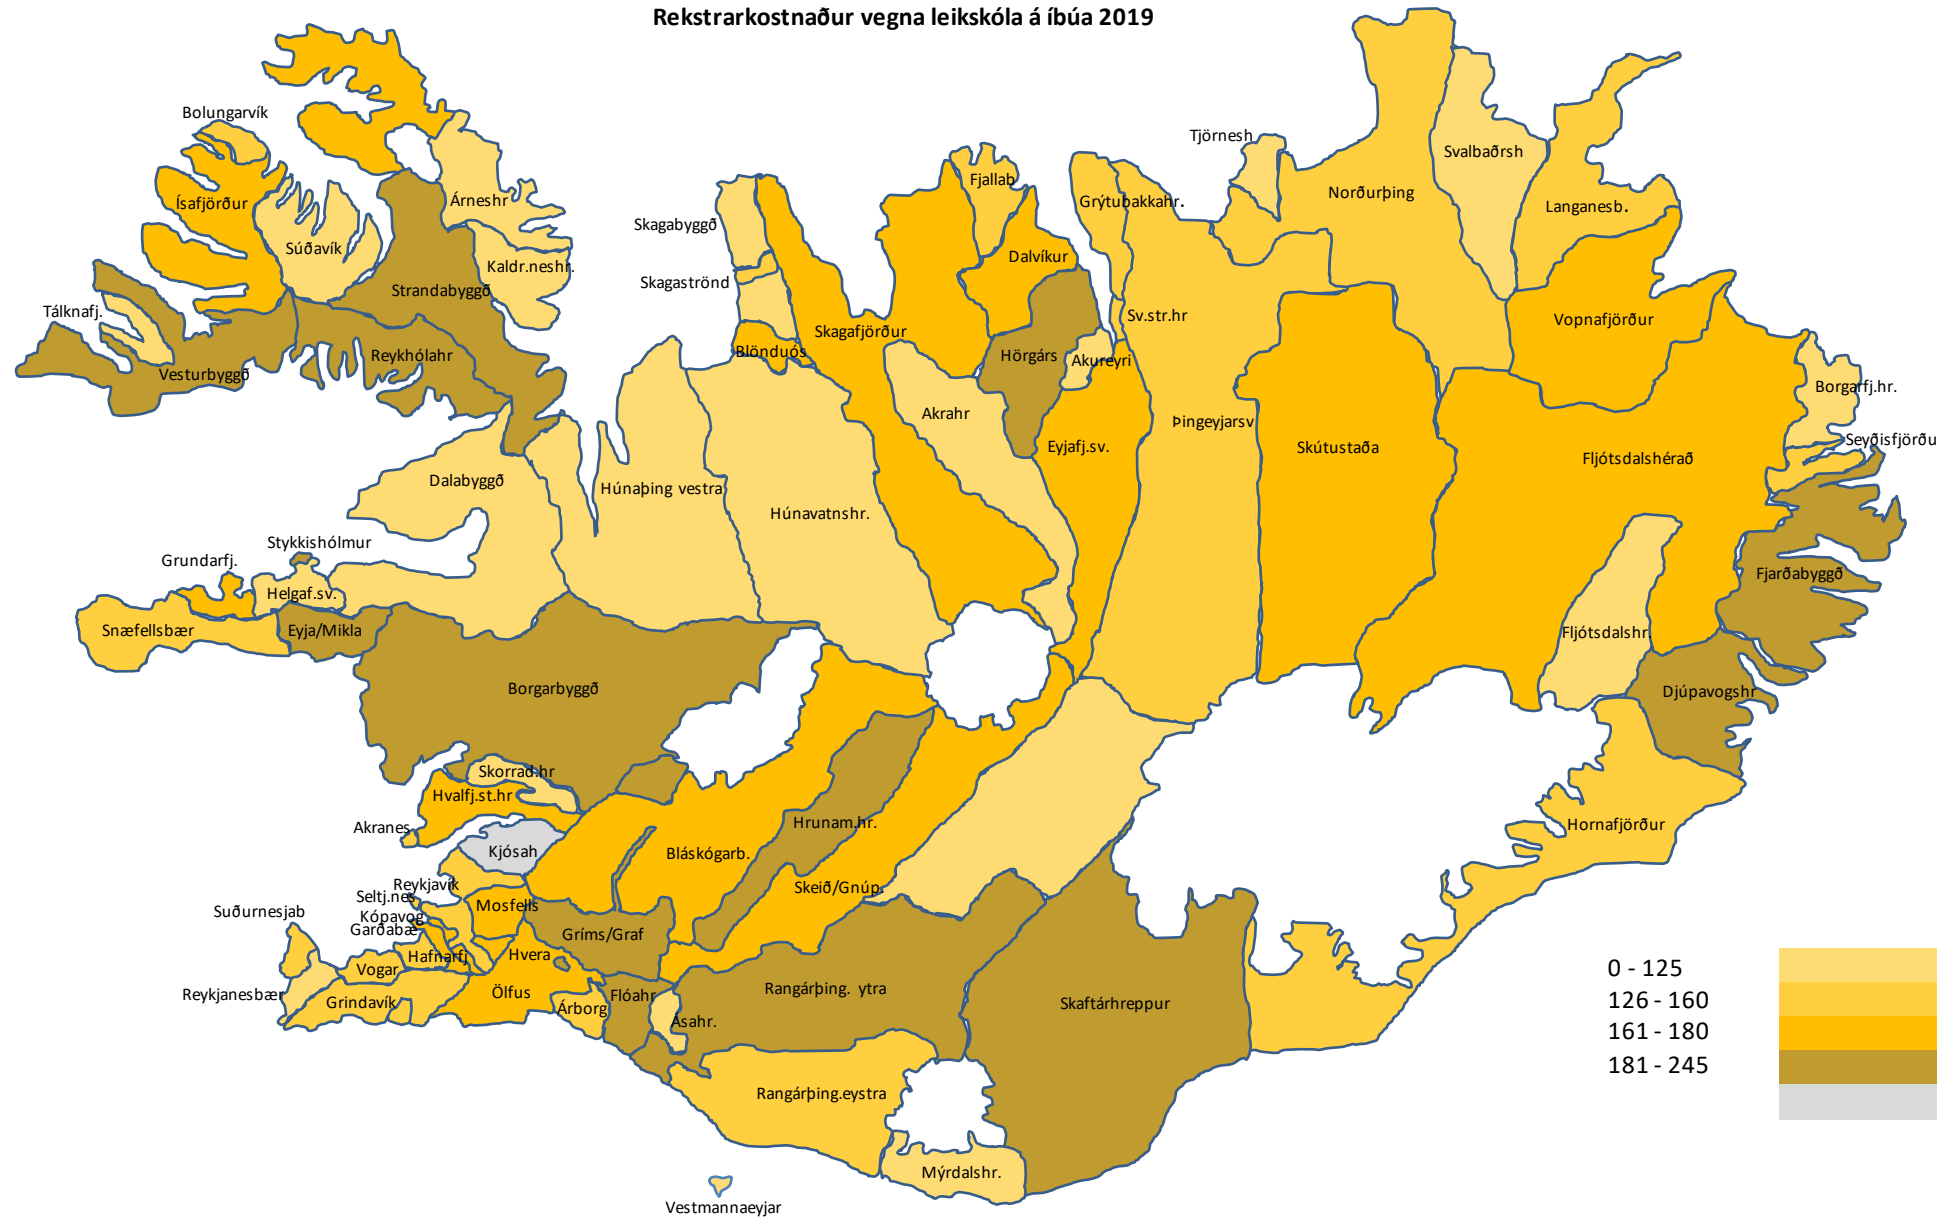 Rekstrarkostnaður vegna leikskóla á íbúa 2019
Bolungarvík
Ísafjörður
Súðavík
Árneshr
Kaldr.neshr.
Strandabyggð
Tálknafj.
Vesturbyggð
Reykhólahr
Skagabyggð
Skagaströnd
Blönduós
Skagafjörður
Fjallab
Dalvíkur
Hörgárs
Akureyri
Grýtubakkahr.
Sv.str.hr
Tjörnesh
Norðurþing
Svalbaðrsh
Langanesb.
Vopnafjörður
Borgarfj.hr.
Seyðisfjörðu
Akrahr
Eyjafj.sv.
Þingeyjarsv
Skútustaða
Fljótsdalshérað
Dalabyggð
Húnaþing vestra
Húnavatnshr.
Stykkishólmur
Grundarfj.
Helgaf.sv.
Snæfellsbær
Eyja/Mikla
Fjarðabyggð
Fljótsdalshr.
Djúpavogshr
Borgarbyggð
Skorrad.hr
Hvalfj.st.hr
Akranes
Kjósah
Hrunam.hr.
Bláskógarb.
Skeið/Gnúp.
Hornafjörður
Reykjavík
Seltj.nes
Mosfells
Kópavog
Garðabæ
Suðurnesjab
Gríms/Graf
Hafnarfj
Hvera
Vogar
Reykjanesbær
Grindavík
Ölfus
Árborg
Flóahr
Ásahr.
Rangárþing. ytra
Skaftárhreppur
Rangárþing.eystra
Mýrdalshr.
Vestmannaeyjar
0 - 125
126 - 160
161 - 180
181 - 245